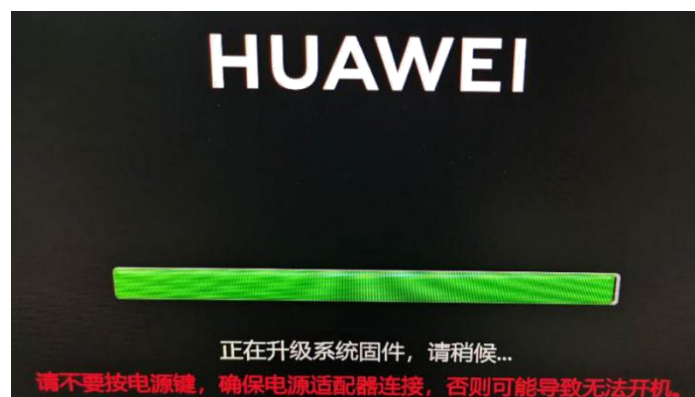 HUAWEI
正在升级系统固件，请稍候...
请不要按电源键，确保电源适配器连接，否则可能导致无法开机。